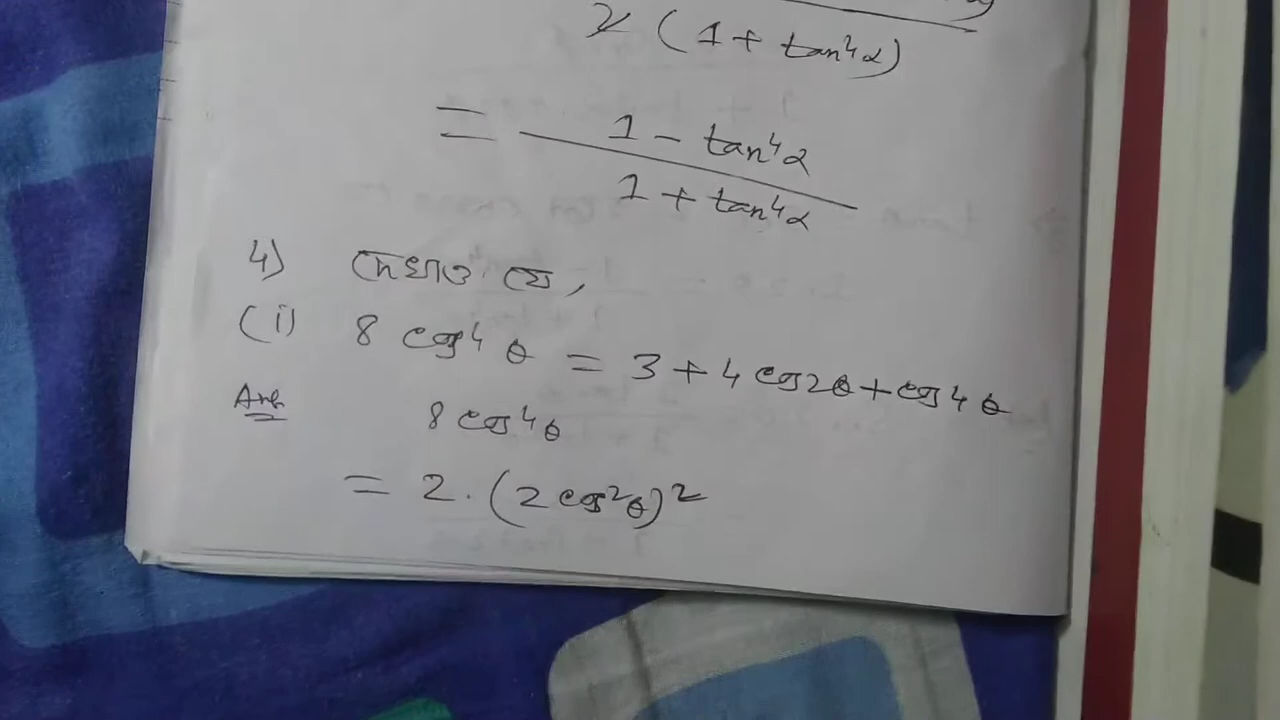 2 (1 + tan⁴α)
= 1 - tan⁴α
1 + tan⁴α
4) দেখাও যে,
(i) 8 cos⁴ θ = 3 + 4 cos2θ + cos4θ
Ans 8 cos⁴θ
= 2. (2 cos²θ)²